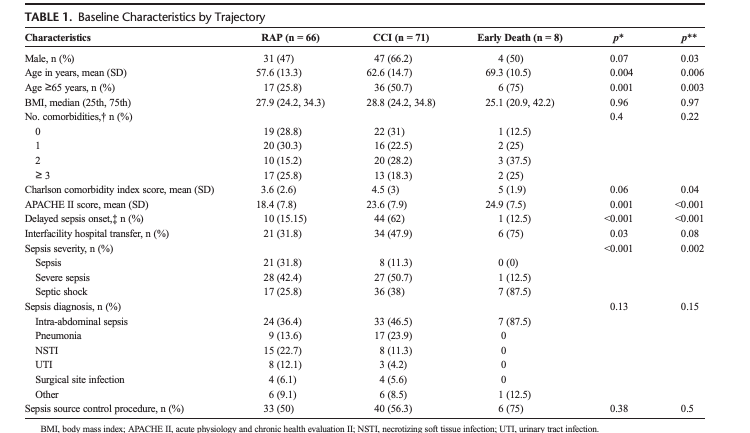 TABLE 1. Baseline Characteristics by Trajectory
Characteristics RAP (n = 66) CCI (n = 71) Early Death (n = 8) p* p**
Male, n (%) 31 (47) 47 (66.2) 4 (50) 0.07 0.03
Age in years, mean (SD) 57.6 (13.3) 62.6 (14.7) 69.3 (10.5) 0.004 0.006
Age ≥65 years, n (%) 17 (25.8) 36 (50.7) 6 (75) 0.001 0.003
BMI, median (25th, 75th) 27.9 (24.2, 34.3) 28.8 (24.2, 34.8) 25.1 (20.9, 42.2) 0.96 0.97
No. comorbidities,† n (%) 0.4 0.22
0 19 (28.8) 22 (31) 1 (12.5)
1 20 (30.3) 16 (22.5) 2 (25)
2 10 (15.2) 20 (28.2) 3 (37.5)
≥ 3 17 (25.8) 13 (18.3) 2 (25)
Charlson comorbidity index score, mean (SD) 3.6 (2.6) 4.5 (3) 5 (1.9) 0.06 0.04
APACHE II score, mean (SD) 18.4 (7.8) 23.6 (7.9) 24.9 (7.5) 0.001 <0.001
Delayed sepsis onset,‡ n (%) 10 (15.15) 44 (62) 1 (12.5) <0.001 <0.001
Interfacility hospital transfer, n (%) 21 (31.8) 34 (47.9) 6 (75) 0.03 0.08
Sepsis severity, n (%) <0.001 0.002
Sepsis 21 (31.8) 8 (11.3) 0 (0)
Severe sepsis 28 (42.4) 27 (50.7) 1 (12.5)
Septic shock 17 (25.8) 36 (38) 7 (87.5)
Sepsis diagnosis, n (%) 0.13 0.15
Intra-abdominal sepsis 24 (36.4) 33 (46.5) 7 (87.5)
Pneumonia 9 (13.6) 17 (23.9) 0
NSTI 15 (22.7) 8 (11.3) 0
UTI 8 (12.1) 3 (4.2) 0
Surgical site infection 4 (6.1) 4 (5.6) 0
Other 6 (9.1) 6 (8.5) 1 (12.5)
Sepsis source control procedure, n (%) 33 (50) 40 (56.3) 6 (75) 0.38 0.5
BMI, body mass index; APACHE II, acute physiology and chronic health evaluation II; NSTI, necrotizing soft tissue infection; UTI, urinary tract infection.